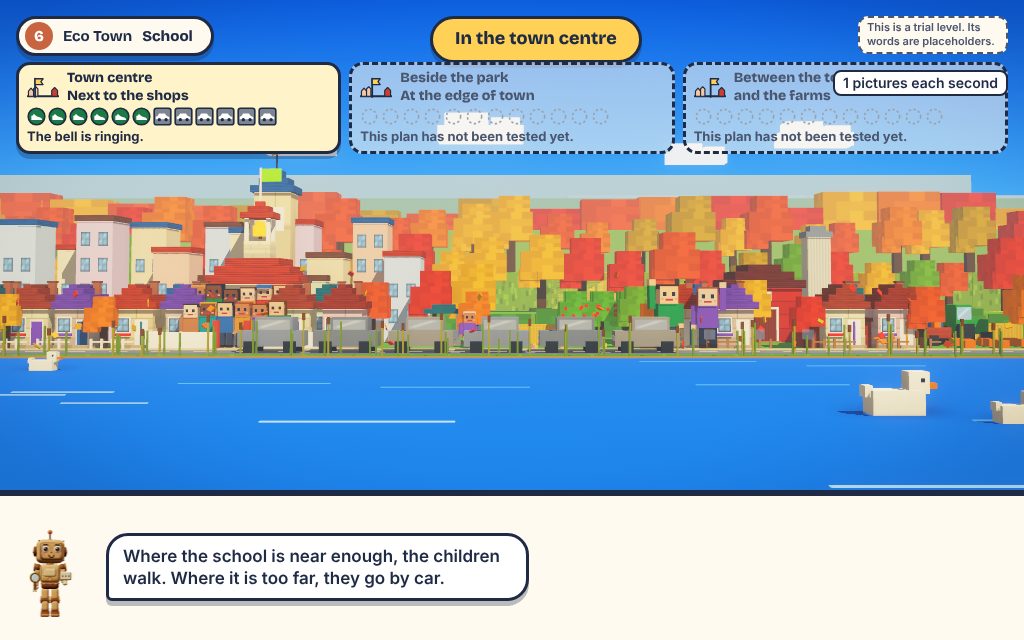 6 Eco Town School
In the town centre
This is a trial level. Its
words are placeholders.
Town centre
Next to the shops
The bell is ringing.
Beside the park
At the edge of town
This plan has not been tested yet.
Between the to
and the farms
This plan has not been tested yet.
1 pictures each second
Where the school is near enough, the children
walk. Where it is too far, they go by car.